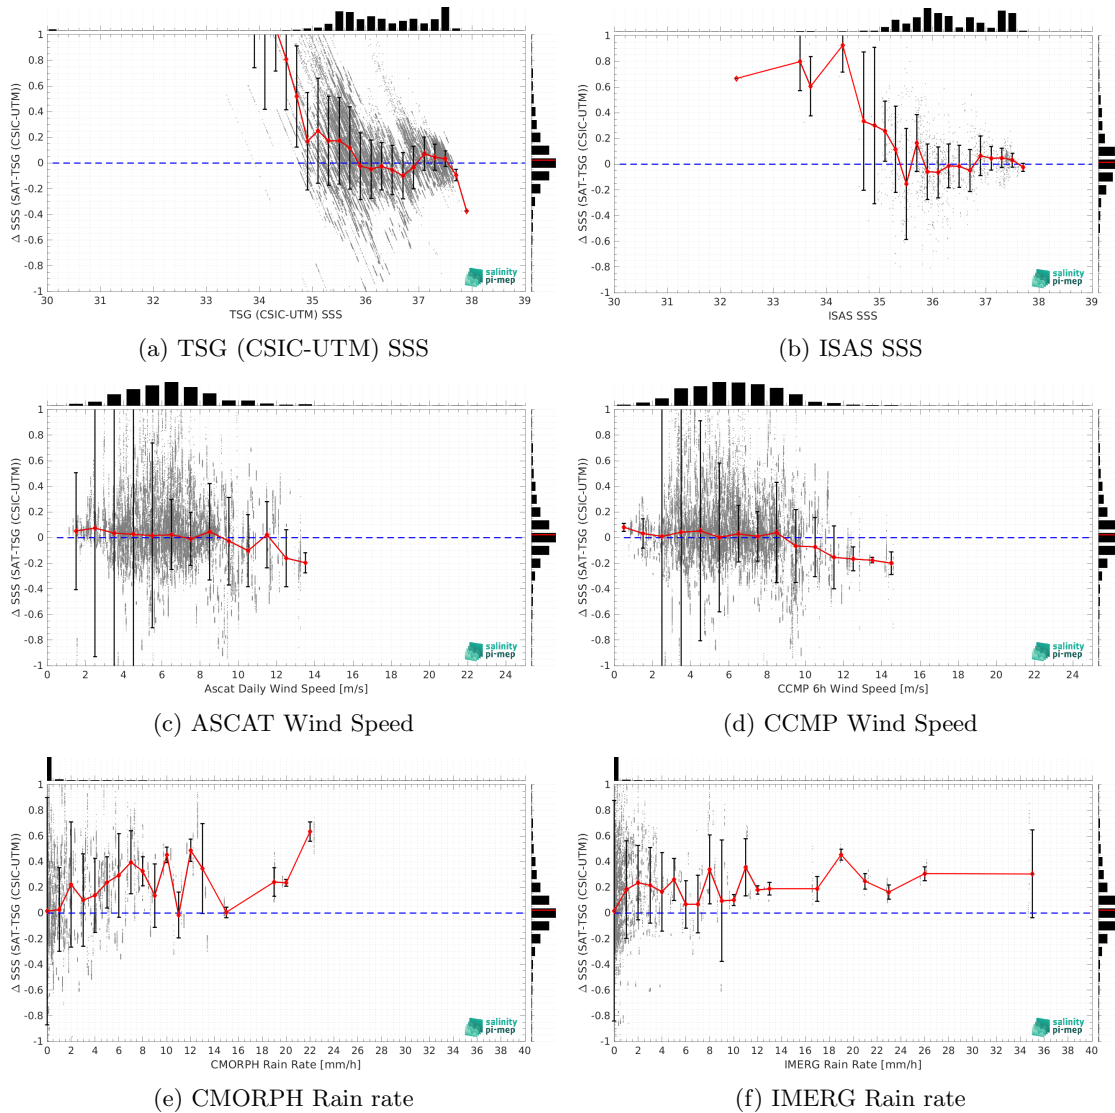 1
0.8
0.6
0.4
0.2
0
-0.2
-0.4
-0.6
-0.8
-1
Δ SSS (SAT-TSG (CSIC-UTM))
30 31 32 33 34 35 36 37 38 39
TSG (CSIC-UTM) SSS
salinity
pi-mep
(a) TSG (CSIC-UTM) SSS
1
0.8
0.6
0.4
0.2
0
-0.2
-0.4
-0.6
-0.8
-1
Δ SSS (SAT-TSG (CSIC-UTM))
30 31 32 33 34 35 36 37 38 39
ISAS SSS
salinity
pi-mep
(b) ISAS SSS
1
0.8
0.6
0.4
0.2
0
-0.2
-0.4
-0.6
-0.8
-1
Δ SSS (SAT-TSG (CSIC-UTM))
0 2 4 6 8 10 12 14 16 18 20 22 24
Ascat Daily Wind Speed [m/s]
salinity
pi-mep
(c) ASCAT Wind Speed
1
0.8
0.6
0.4
0.2
0
-0.2
-0.4
-0.6
-0.8
-1
Δ SSS (SAT-TSG (CSIC-UTM))
0 2 4 6 8 10 12 14 16 18 20 22 24
CCMP 6h Wind Speed [m/s]
salinity
pi-mep
(d) CCMP Wind Speed
1
0.8
0.6
0.4
0.2
0
-0.2
-0.4
-0.6
-0.8
-1
Δ SSS (SAT-TSG (CSIC-UTM))
0 2 4 6 8 10 12 14 16 18 20 22 24 26 28 30 32 34 36 38 40
CMORPH Rain Rate [mm/h]
salinity
pi-mep
(e) CMORPH Rain rate
1
0.8
0.6
0.4
0.2
0
-0.2
-0.4
-0.6
-0.8
-1
Δ SSS (SAT-TSG (CSIC-UTM))
0 2 4 6 8 10 12 14 16 18 20 22 24 26 28 30 32 34 36 38 40
IMERG Rain Rate [mm/h]
salinity
pi-mep
(f) IMERG Rain rate